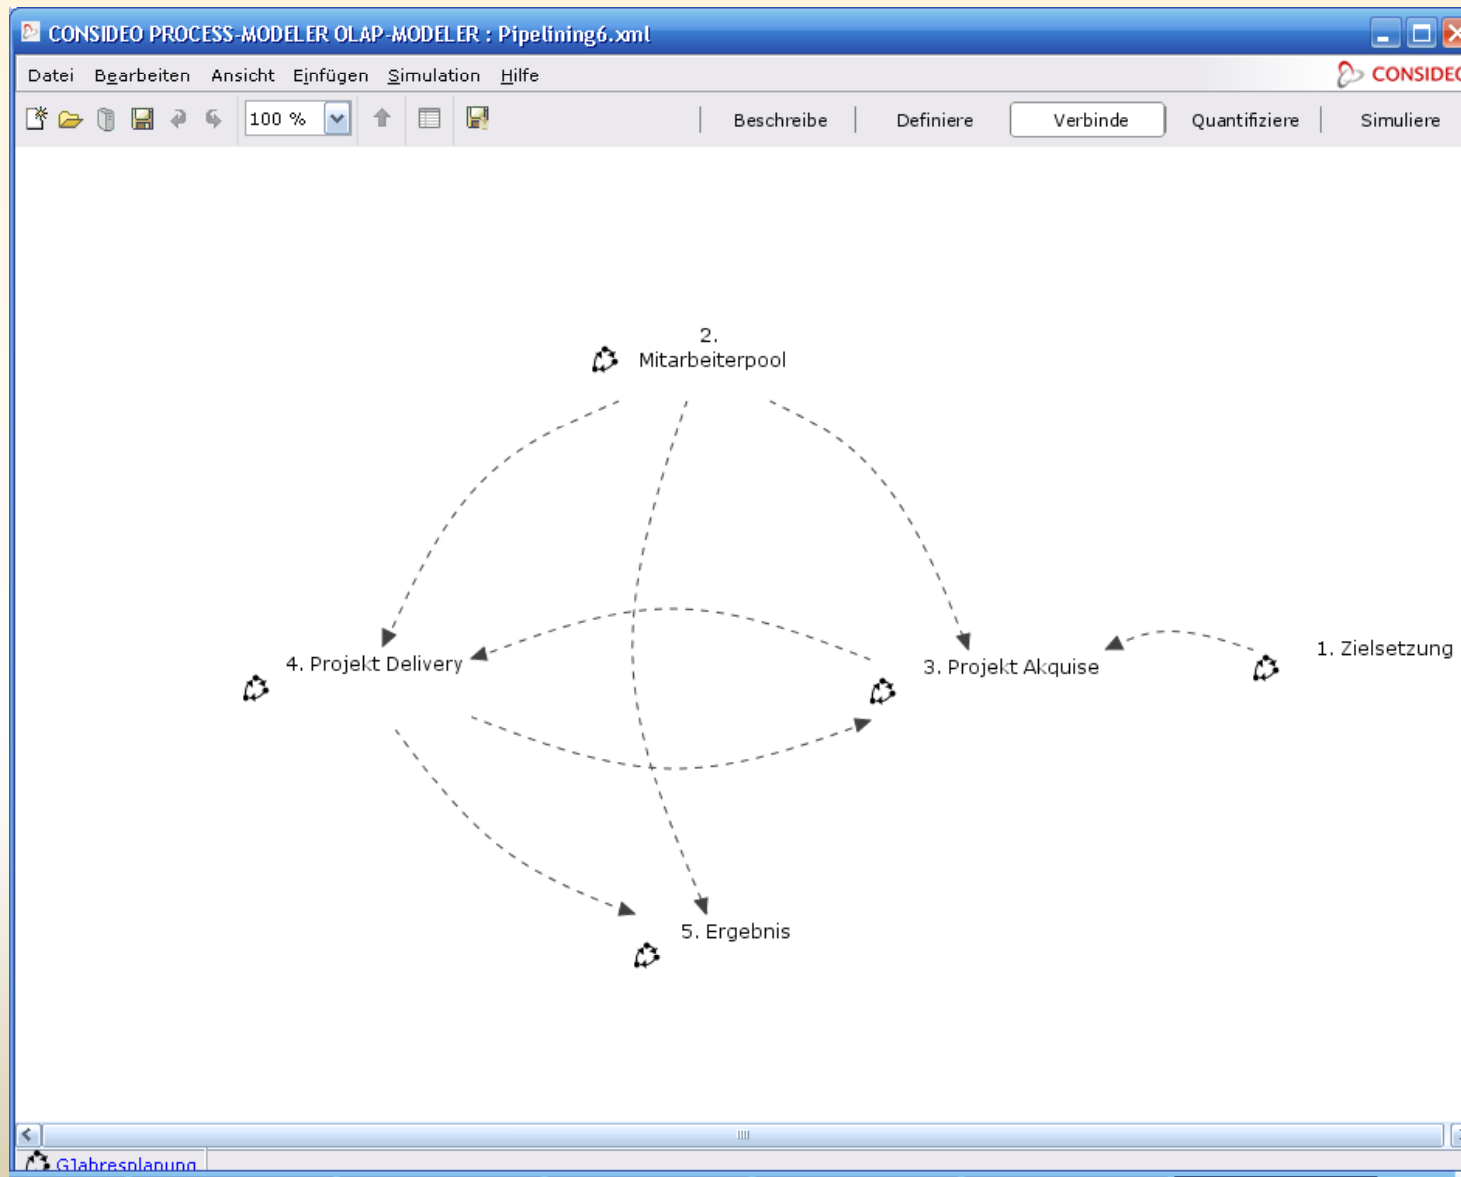 CONSIDEO PROCESS-MODELER OLAP-MODELER : Pipelining6.xml
Datei Bearbeiten Ansicht Einfügen Simulation Hilfe
CONSIDEO
100 %
Beschreibe Definiere Verbinde Quantifiziere Simuliere
2.
Mitarbeiterpool
1. Zielsetzung
4. Projekt Delivery
3. Projekt Akquise
5. Ergebnis
GJahresplanung